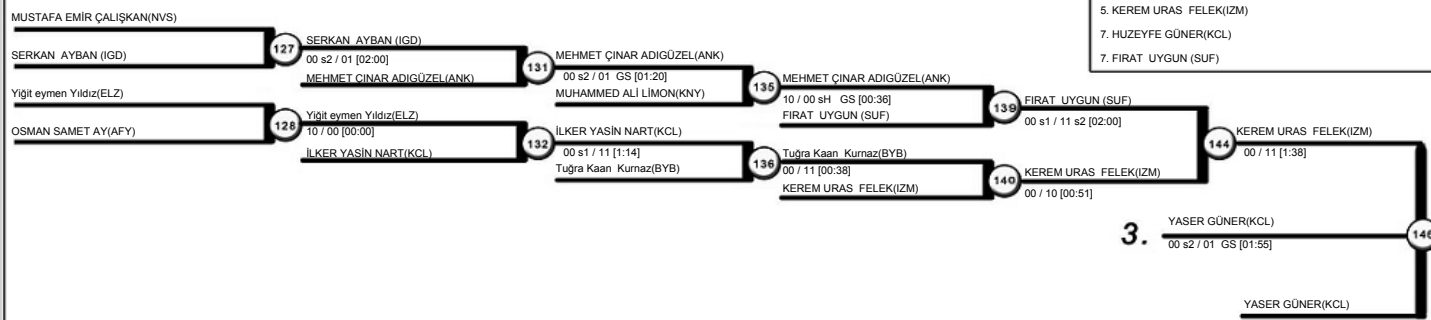 5. KEREM URAS FELEK(IZM)
7. HUZEYFE GÜNER(KCL)
7. FIRAT UYGUN (SUF)
MUSTAFA EMİR ÇALIŞKAN(NVS)
SERKAN AYBAN (IGD)
127
SERKAN AYBAN (IGD)
00 s2 / 01 [02:00]
MEHMET ÇINAR ADIGÜZEL(ANK)
131
MEHMET ÇINAR ADIGÜZEL(ANK)
00 s2 / 01 GS [01:20]
MUHAMMED ALİ LİMON(KNY)
135
MEHMET ÇINAR ADIGÜZEL(ANK)
10 / 00 sH GS [00:36]
FIRAT UYGUN (SUF)
139
FIRAT UYGUN (SUF)
00 s1 / 11 s2 [02:00]
Yiğit eymen Yıldız(ELZ)
OSMAN SAMET AY(AFY)
128
Yiğit eymen Yıldız(ELZ)
10 / 00 [00:00]
İLKER YASİN NART(KCL)
132
İLKER YASİN NART(KCL)
00 s1 / 11 [1:14]
Tuğra Kaan Kurnaz(BYB)
136
Tuğra Kaan Kurnaz(BYB)
00 / 11 [00:38]
KEREM URAS FELEK(IZM)
140
KEREM URAS FELEK(IZM)
00 / 10 [00:51]
144
KEREM URAS FELEK(IZM)
00 / 11 [1:38]
3.
YASER GÜNER(KCL)
00 s2 / 01 GS [01:55]
146
YASER GÜNER(KCL)